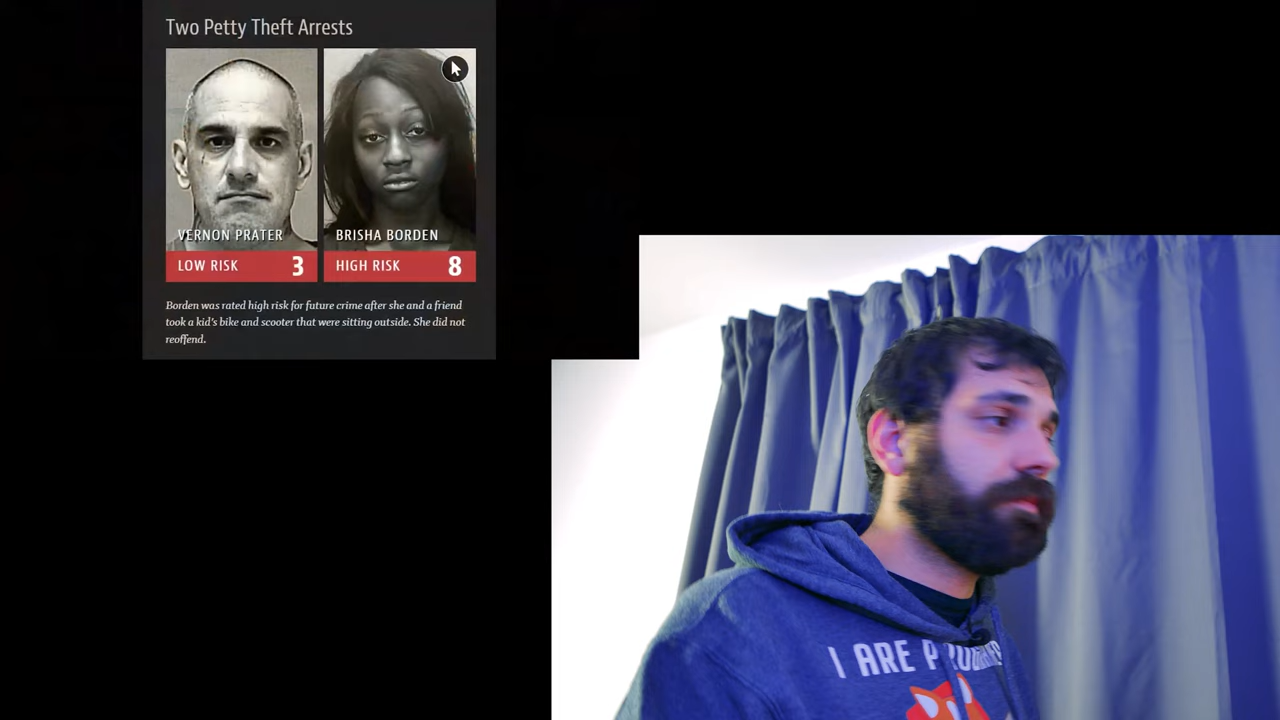 Two Petty Theft Arrests
VERNON PRATER
BRISHA BORDEN
LOW RISK 3
HIGH RISK 8
Borden was rated high risk for future crime after she and a friend
took a kid's bike and scooter that were sitting outside. She did not
reoffend.
I ARE